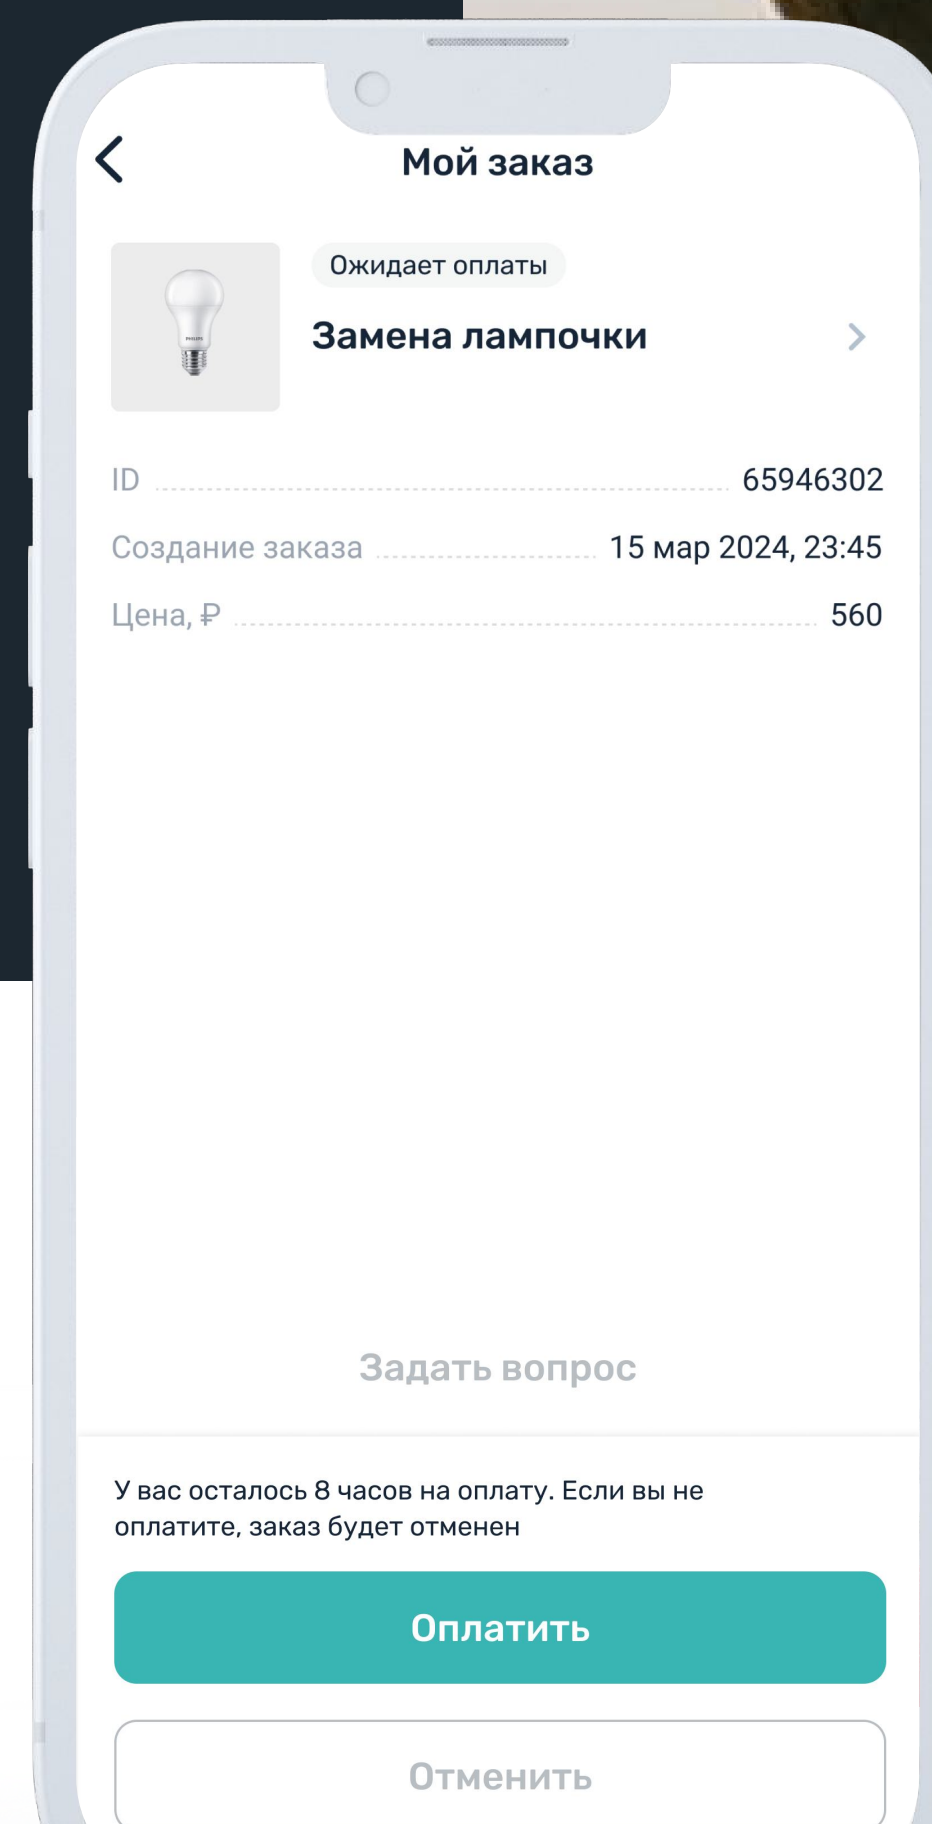 Мой заказ
Ожидает оплаты
Замена лампочки
PHILIPS
ID 65946302
Создание заказа 15 мар 2024, 23:45
Цена, ₽ 560
Задать вопрос
У вас осталось 8 часов на оплату. Если вы не
оплатите, заказ будет отменен
Оплатить
Отменить